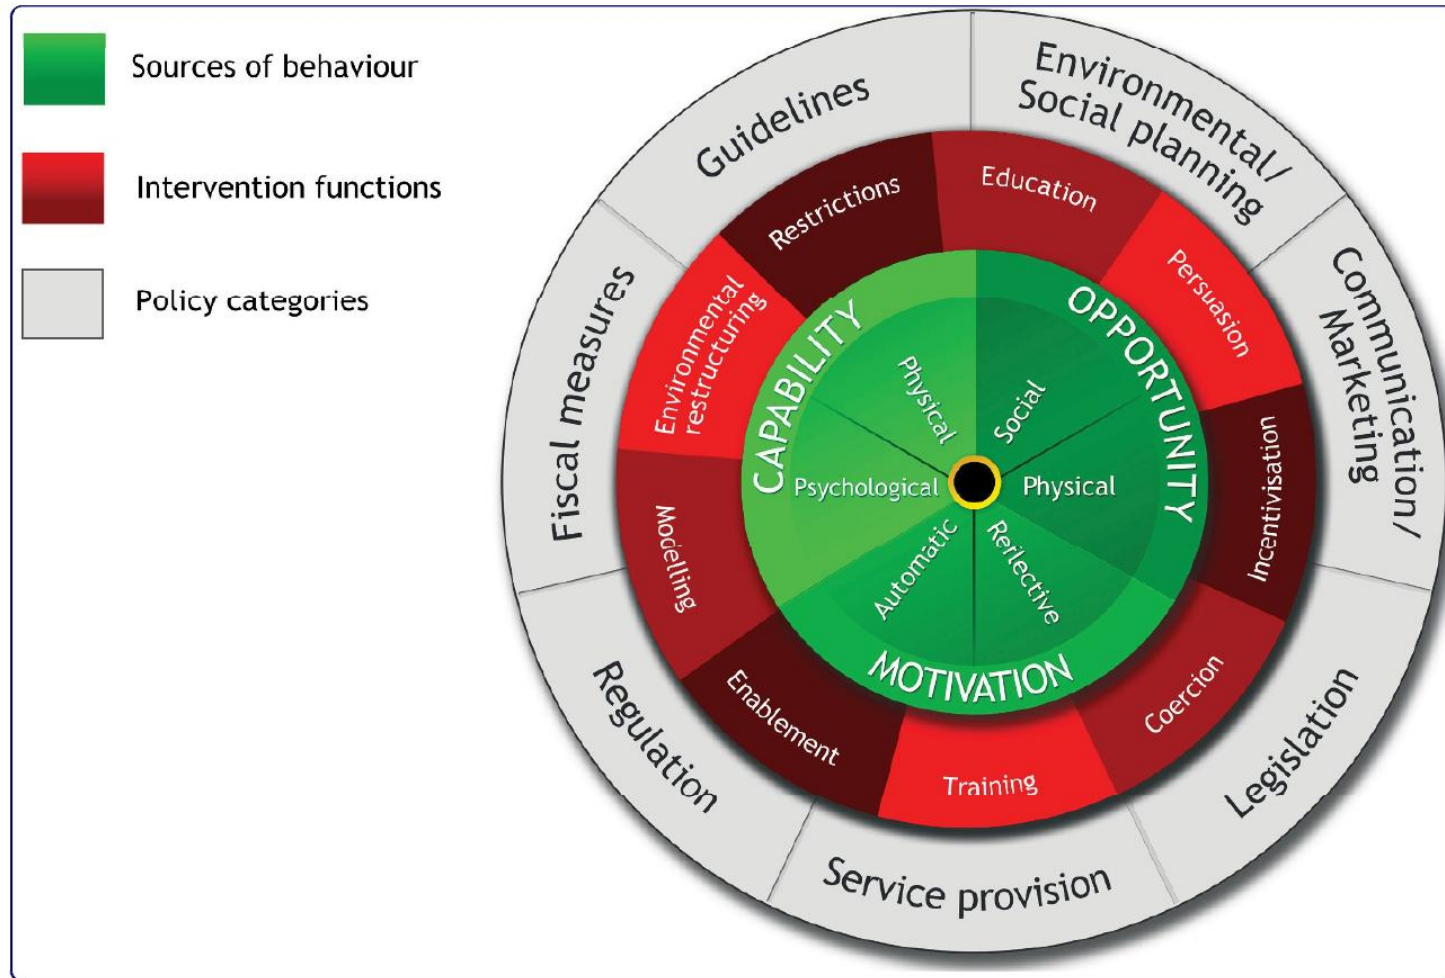 Sources of behaviour
Intervention functions
Policy categories
Guidelines
Environmental/
Social planning
Communication/
Marketing
Legislation
Service provision
Regulation
Fiscal measures
Restrictions
Education
Persuasion
Incentivisation
Coercion
Training
Enablement
Modelling
Environmental
restructuring
CAPABILITY
OPPORTUNITY
MOTIVATION
Physical
Social
Physical
Reflective
Automatic
Psychological